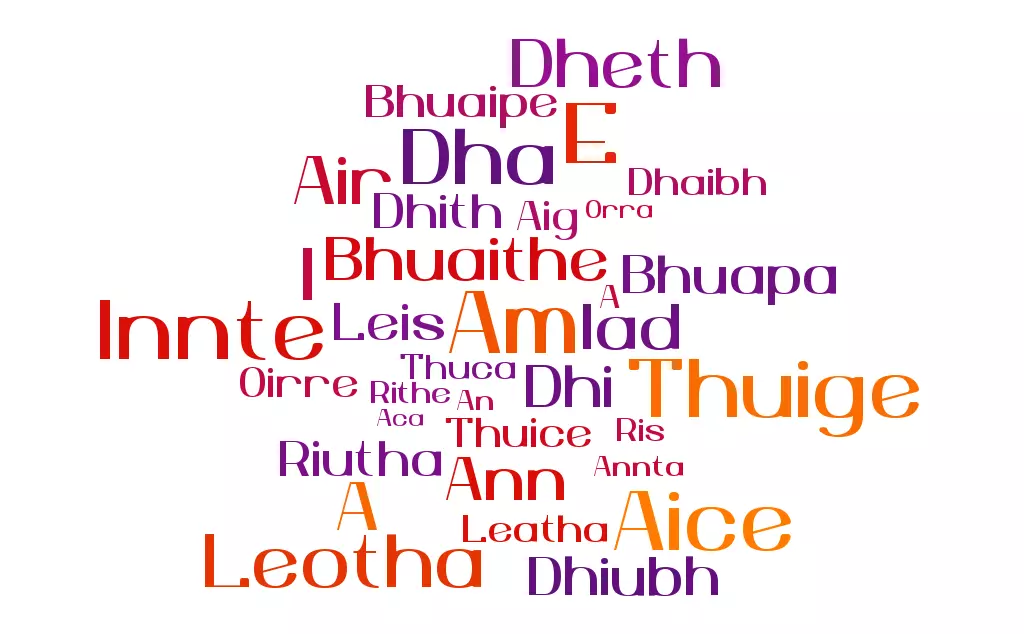 Dheth
Bhuaipe
E
Dha
Air
Dhaibh
Dhith
Aig
Orra
Bhuaithe
I
Bhuapa
A
Innte
Leis
Am
Iad
Thuca
Dhi
Thuige
Oirre
Rithe
An
Aca
Thuice
Ris
Riutha
Ann
Annta
A
Aice
Leatha
Leotha
Dhiubh